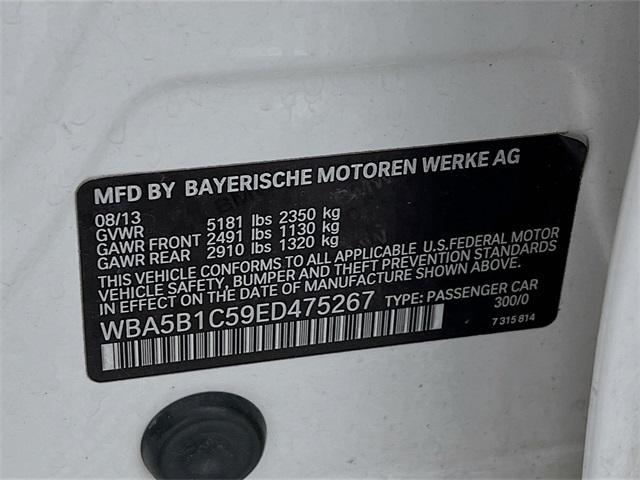 MFD BY BAYERISCHE MOTOREN WERKE AG
08/13
GVWR 5181 lbs 2350 kg
GAWR FRONT 2491 lbs 1130 kg
GAWR REAR 2910 lbs 1320 kg
THIS VEHICLE CONFORMS TO ALL APPLICABLE U.S.FEDERAL MOTOR
VEHICLE SAFETY, BUMPER AND THEFT PREVENTION STANDARDS
IN EFFECT ON THE DATE OF MANUFACTURE SHOWN ABOVE.
WBA5B1C59ED475267 TYPE: PASSENGER CAR
300/0
7 315 814